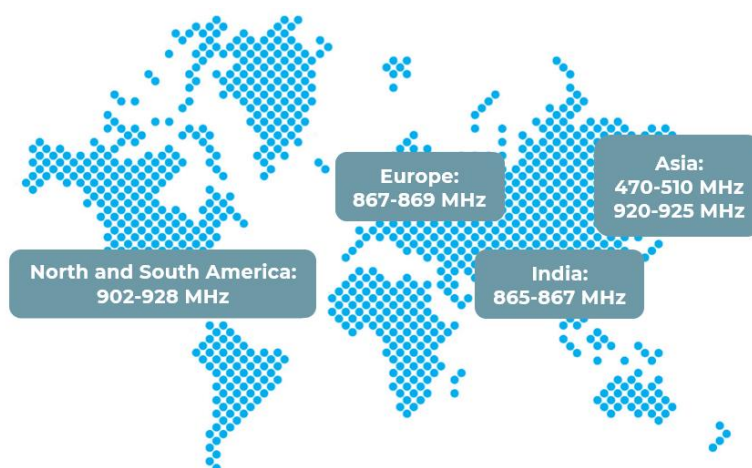 Europe:
867-869 MHz
Asia:
470-510 MHz
920-925 MHz
North and South America:
902-928 MHz
India:
865-867 MHz